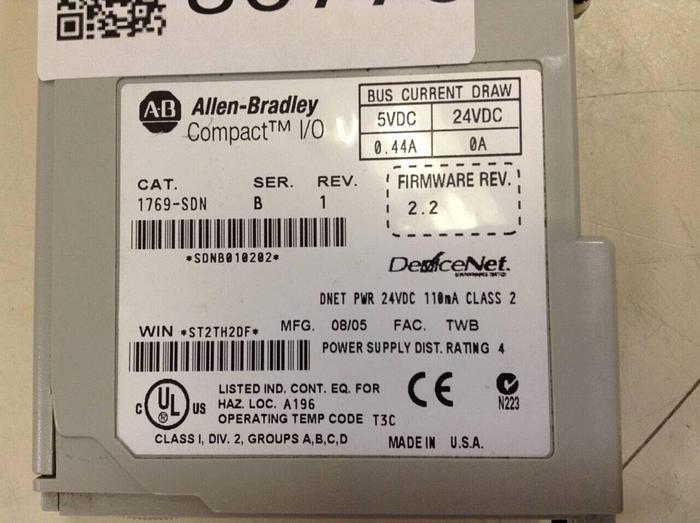 A-B Allen-Bradley
Compact™ I/O
BUS CURRENT DRAW
5VDC 24VDC
0.44A 0A
CAT. SER. REV.
1769-SDN B 1
FIRMWARE REV.
2.2
*SDNB010202*
DeviceNet.
DNET PWR 24VDC 110mA CLASS 2
WIN *ST2TH2DF* MFG. 08/05 FAC. TWB
POWER SUPPLY DIST. RATING 4
C UL US
LISTED IND. CONT. EQ. FOR
HAZ. LOC. A196
OPERATING TEMP CODE T3C
CLASS I, DIV. 2, GROUPS A,B,C,D
CE
N223
MADE IN U.S.A.